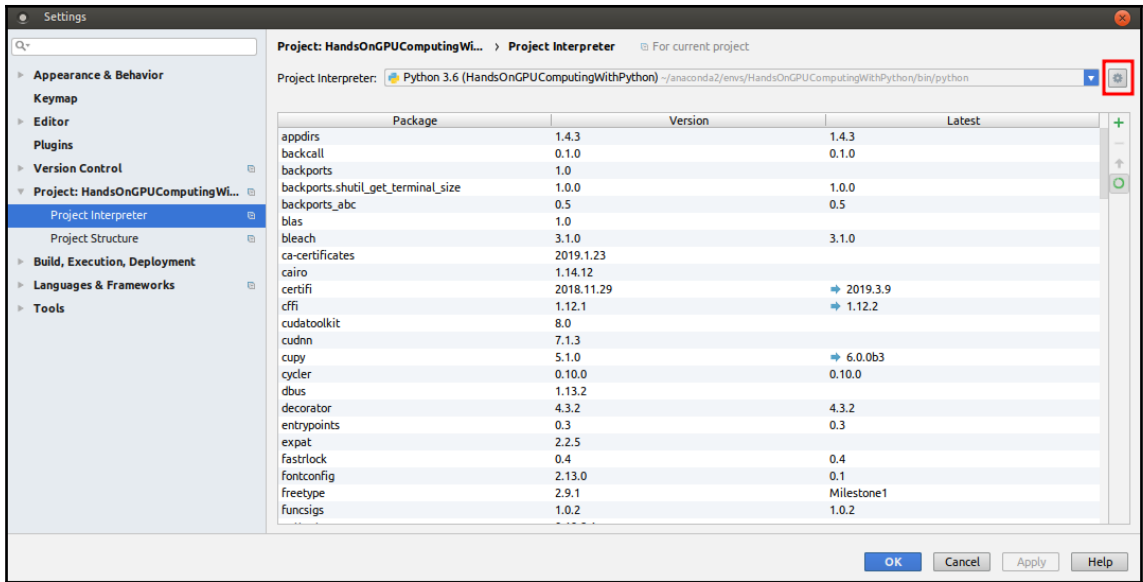 Settings
Project: HandsOnGPUComputingWi... › Project Interpreter For current project
Appearance & Behavior
Keymap
Editor
Plugins
Version Control
Project: HandsOnGPUComputingWi...
Project Interpreter
Project Structure
Build, Execution, Deployment
Languages & Frameworks
Tools
Project Interpreter: Python 3.6 (HandsOnGPUComputingWithPython) ~/anaconda2/envs/HandsOnGPUComputingWithPython/bin/python
Package Version Latest
appdirs 1.4.3 1.4.3
backcall 0.1.0 0.1.0
backports 1.0
backports.shutil_get_terminal_size 1.0.0 1.0.0
backports_abc 0.5 0.5
blas 1.0
bleach 3.1.0 3.1.0
ca-certificates 2019.1.23
cairo 1.14.12
certifi 2018.11.29 2019.3.9
cffi 1.12.1 1.12.2
cudatoolkit 8.0
cudnn 7.1.3
cupy 5.1.0 6.0.0b3
cycler 0.10.0 0.10.0
dbus 1.13.2
decorator 4.3.2 4.3.2
entrypoints 0.3 0.3
expat 2.2.5
fastrlock 0.4 0.4
fontconfig 2.13.0 0.1
freetype 2.9.1 Milestone1
funcsigs 1.0.2 1.0.2
OK Cancel Apply Help